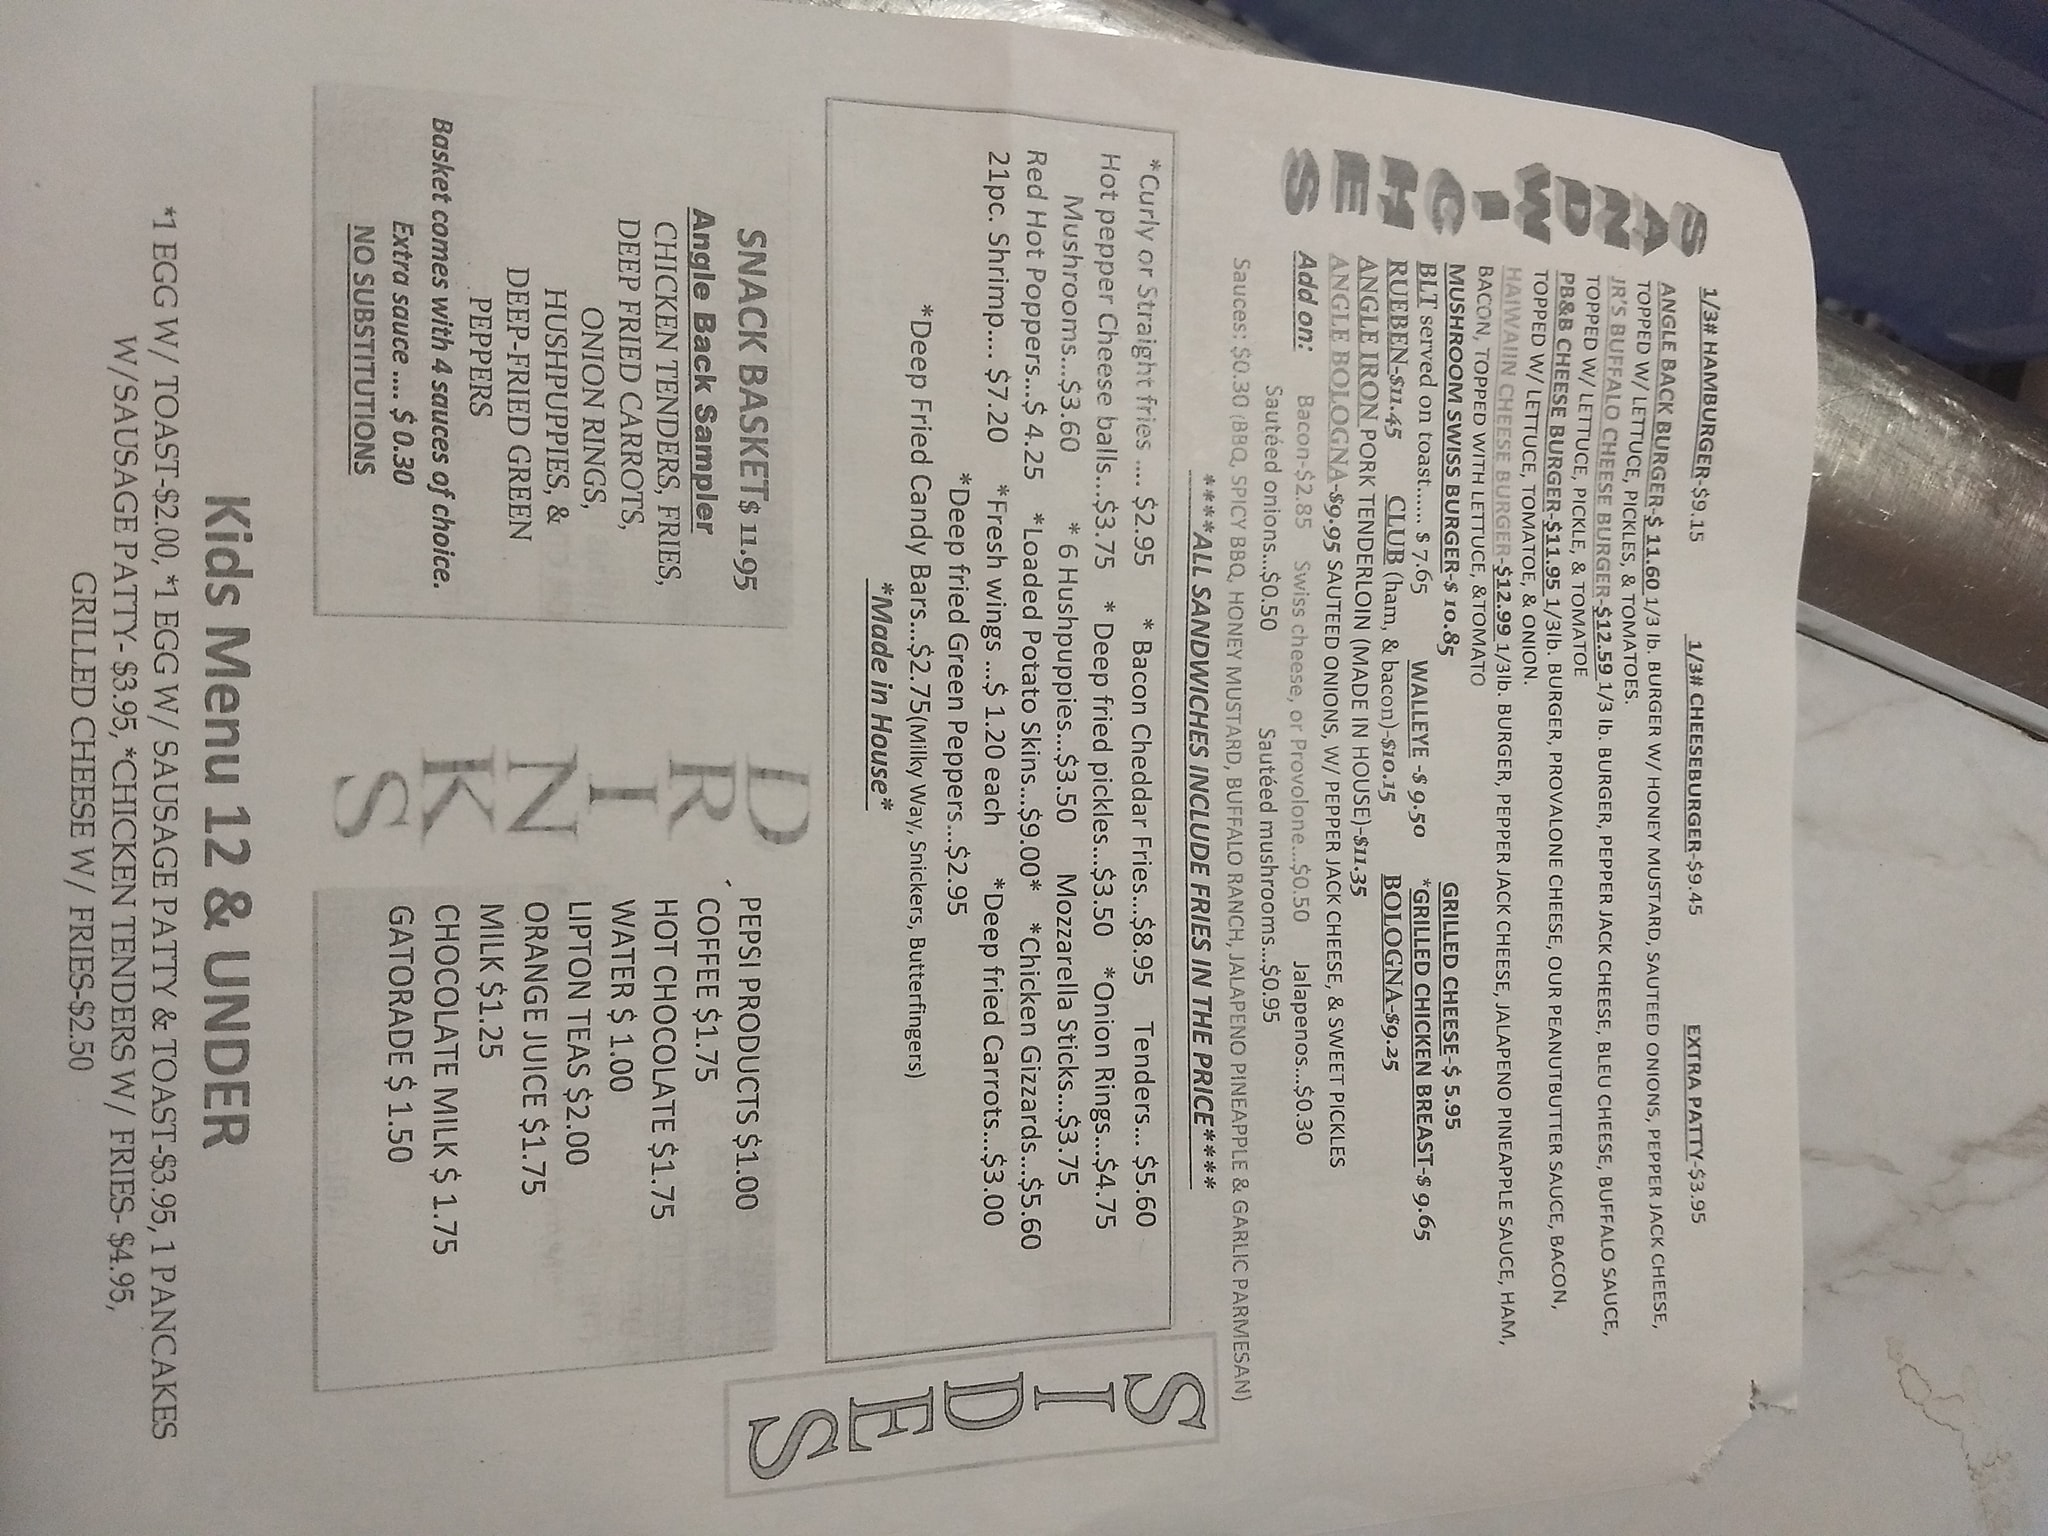 SANDWICHES
1/3# HAMBURGER-$9.15 1/3# CHEESEBURGER-$9.45 EXTRA PATTY-$3.95
ANGLE BACK BURGER-$ 11.60 1/3 lb. BURGER W/ HONEY MUSTARD, SAUTEED ONIONS, PEPPER JACK CHEESE,
TOPPED W/ LETTUCE, PICKLES, & TOMATOES.
JR'S BUFFALO CHEESE BURGER-$12.59 1/3 lb. BURGER, PEPPER JACK CHEESE, BLEU CHEESE, BUFFALO SAUCE,
TOPPED W/ LETTUCE, PICKLE, & TOMATOE
PB&B CHEESE BURGER-$11.95 1/3lb. BURGER, PROVALONE CHEESE, OUR PEANUTBUTTER SAUCE, BACON,
TOPPED W/ LETTUCE, TOMATOE, & ONION.
HAIWAIIN CHEESE BURGER-$12.99 1/3lb. BURGER, PEPPER JACK CHEESE, JALAPENO PINEAPPLE SAUCE, HAM,
BACON, TOPPED WITH LETTUCE, &TOMATO
MUSHROOM SWISS BURGER-$ 10.85 GRILLED CHEESE-$ 5.95
BLT served on toast...... $ 7.65 WALLEYE -$ 9.50 *GRILLED CHICKEN BREAST-$ 9.65
RUEBEN-$11.45 CLUB (ham, & bacon)-$10.15 BOLOGNA-$9.25
ANGLE IRON PORK TENDERLOIN (MADE IN HOUSE)-$11.35
ANGLE BOLOGNA-$9.95 SAUTEED ONIONS, W/ PEPPER JACK CHEESE, & SWEET PICKLES
Add on: Bacon-$2.85 Swiss cheese, or Provolone...$0.50 Jalapenos...$0.30
Sautéed onions...$0.50 Sautéed mushrooms...$0.95
Sauces: $0.30 (BBQ, SPICY BBQ, HONEY MUSTARD, BUFFALO RANCH, JALAPENO PINEAPPLE & GARLIC PARMESAN)
****ALL SANDWICHES INCLUDE FRIES IN THE PRICE****
SIDES
*Curly or Straight fries .... $2.95 * Bacon Cheddar Fries...$8.95 Tenders... $5.60
Hot pepper Cheese balls...$3.75 * Deep fried pickles...$3.50 *Onion Rings...$4.75
Mushrooms...$3.60 * 6 Hushpuppies...$3.50 Mozzarella Sticks...$3.75
Red Hot Poppers...$ 4.25 *Loaded Potato Skins...$9.00* *Chicken Gizzards...$5.60
21pc. Shrimp.... $7.20 *Fresh wings ...$ 1.20 each *Deep fried Carrots...$3.00
*Deep fried Green Peppers...$2.95
*Deep Fried Candy Bars...$2.75(Milky Way, Snickers, Butterfingers)
*Made in House*
SNACK BASKET$ 11.95
Angle Back Sampler
CHICKEN TENDERS, FRIES,
DEEP FRIED CARROTS,
ONION RINGS,
HUSHPUPPIES, &
DEEP-FRIED GREEN
PEPPERS
Basket comes with 4 sauces of choice.
Extra sauce .... $ 0.30
NO SUBSTITUTIONS
DRINKS
PEPSI PRODUCTS $1.00
COFFEE $1.75
HOT CHOCOLATE $1.75
WATER $ 1.00
LIPTON TEAS $2.00
ORANGE JUICE $1.75
MILK $1.25
CHOCOLATE MILK $ 1.75
GATORADE $ 1.50
Kids Menu 12 & UNDER
*1 EGG W/ TOAST-$2.00, *1 EGG W/ SAUSAGE PATTY & TOAST-$3.95, 1 PANCAKES
W/SAUSAGE PATTY- $3.95, *CHICKEN TENDERS W/ FRIES- $4.95,
GRILLED CHEESE W/ FRIES-$2.50